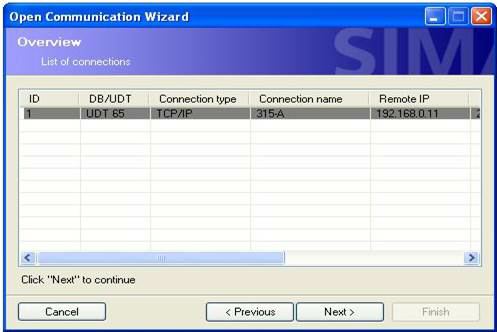 Open Communication Wizard
Overview
List of connections
SIMA
ID DB/UDT Connection type Connection name Remote IP
1 UDT 65 TCP/IP 315-A 192.168.0.11
Click "Next" to continue
Cancel < Previous Next > Finish